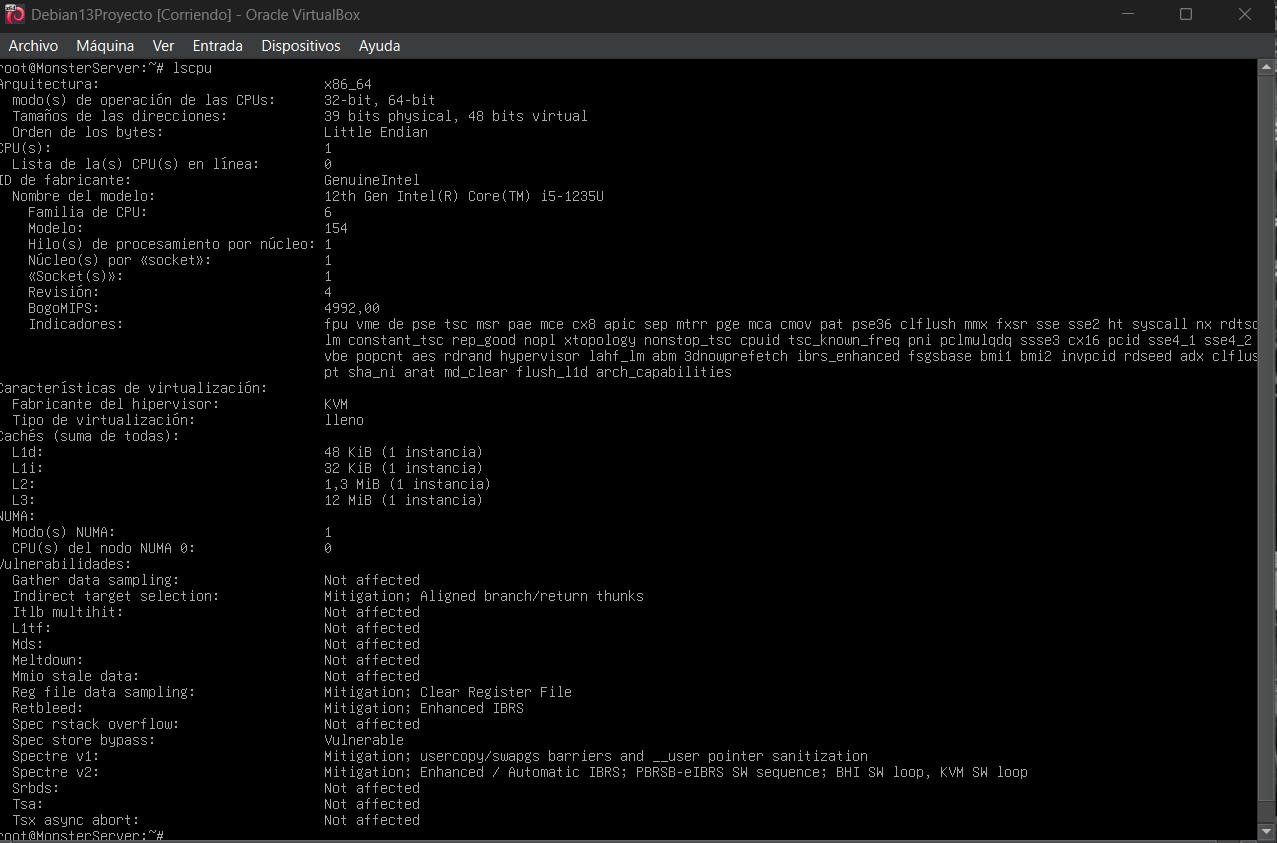 Debian13Proyecto [Corriendo] - Oracle VirtualBox
Archivo Máquina Ver Entrada Dispositivos Ayuda
root@MonsterServer:~# lscpu
Arquitectura: x86_64
modo(s) de operación de las CPUs: 32-bit, 64-bit
Tamaños de las direcciones: 39 bits physical, 48 bits virtual
Orden de los bytes: Little Endian
CPU(s): 1
Lista de la(s) CPU(s) en línea: 0
ID de fabricante: GenuineIntel
Nombre del modelo: 12th Gen Intel(R) Core(TM) i5-1235U
Familia de CPU: 6
Modelo: 154
Hilo(s) de procesamiento por núcleo: 1
Núcleo(s) por «socket»: 1
«Socket(s)»: 1
Revisión: 4
BogoMIPS: 4992,00
Indicadores: fpu vme de pse tsc msr pae mce cx8 apic sep mtrr pge mca cmov pat pse36 clflush mmx fxsr sse sse2 ht syscall nx rdtsc
lm constant_tsc rep_good nopl xtopology nonstop_tsc cpuid tsc_known_freq pni pclmulqdq ssse3 cx16 pcid sse4_1 sse4_2
vbe popcnt aes rdrand hypervisor lahf_lm abm 3dnowprefetch ibrs_enhanced fsgsbase bmi1 bmi2 invpcid rdseed adx clflus
pt sha_ni arat md_clear flush_l1d arch_capabilities
Características de virtualización:
Fabricante del hipervisor: KVM
Tipo de virtualización: lleno
Cachés (suma de todas):
L1d: 48 KiB (1 instancia)
L1i: 32 KiB (1 instancia)
L2: 1,3 MiB (1 instancia)
L3: 12 MiB (1 instancia)
NUMA:
Modo(s) NUMA: 1
CPU(s) del nodo NUMA 0: 0
Vulnerabilidades:
Gather data sampling: Not affected
Indirect target selection: Mitigation; Aligned branch/return thunks
Itlb multihit: Not affected
L1tf: Not affected
Mds: Not affected
Meltdown: Not affected
Mmio stale data: Not affected
Reg file data sampling: Mitigation; Clear Register File
Retbleed: Mitigation; Enhanced IBRS
Spec rstack overflow: Not affected
Spec store bypass: Vulnerable
Spectre v1: Mitigation; usercopy/swapgs barriers and __user pointer sanitization
Spectre v2: Mitigation; Enhanced / Automatic IBRS; PBRSB-eIBRS SW sequence; BHI SW loop, KVM SW loop
Srbds: Not affected
Tsa: Not affected
Tsx async abort: Not affected
root@MonsterServer:~#